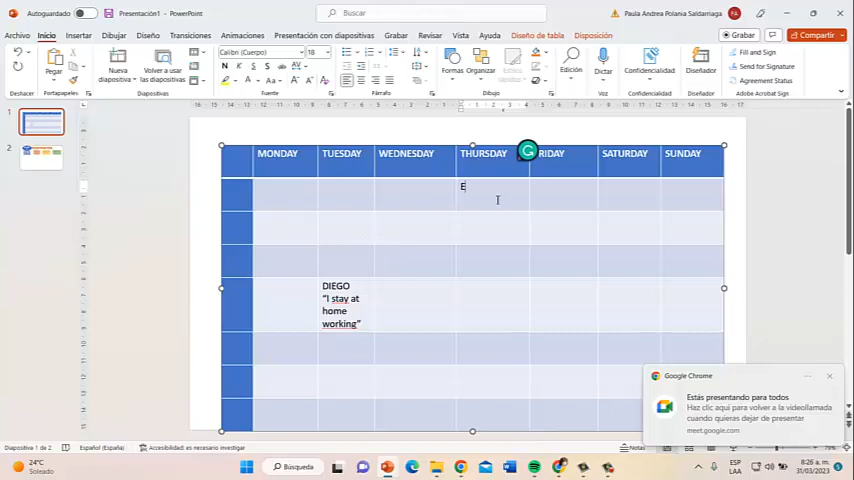 Autoguardado
Presentación1 - PowerPoint
Buscar
Paula Andrea Polania Saldarriaga
PA
Archivo Inicio Insertar Dibujar Diseño Transiciones Animaciones Presentación con diapositivas Grabar Revisar Vista Ayuda Diseño de tabla Disposición
Grabar
Compartir
Pegar
Portapapeles
Nueva diapositiva
Volver a usar las diapositivas
Diapositivas
Calibri (Cuerpo) 18
N K S S
Fuente
Párrafo
Formas
Organizar
Estilos rápidos
Dibujo
Edición
Dictar
Voz
Confidencialidad
Confidencialidad
Diseñador
Diseñador
Fill and Sign
Send for Signature
Agreement Status
Adobe Acrobat Sign
1
2
MONDAY TUESDAY WEDNESDAY THURSDAY FRIDAY SATURDAY SUNDAY
E
DIEGO
"I stay at
home
working"
Google Chrome
Estás presentando para todos
Haz clic aquí para volver a la videollamada
cuando quieras dejar de presentar
meet.google.com
Diapositiva 1 de 2
Español (España)
Accesibilidad: es necesario investigar
Notas
24°C
Soleado
Búsqueda
ESP
LAA
8:26 a. m.
31/03/2023